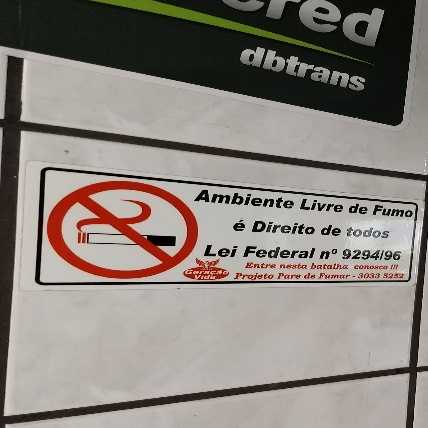 ered
dbtrans
Ambiente Livre de Fumo
é Direito de todos
Lei Federal nº 9294/96
Geração
Vida
Entre nesta batalha conosco !!!
Projeto Pare de Fumar - 3033 5252